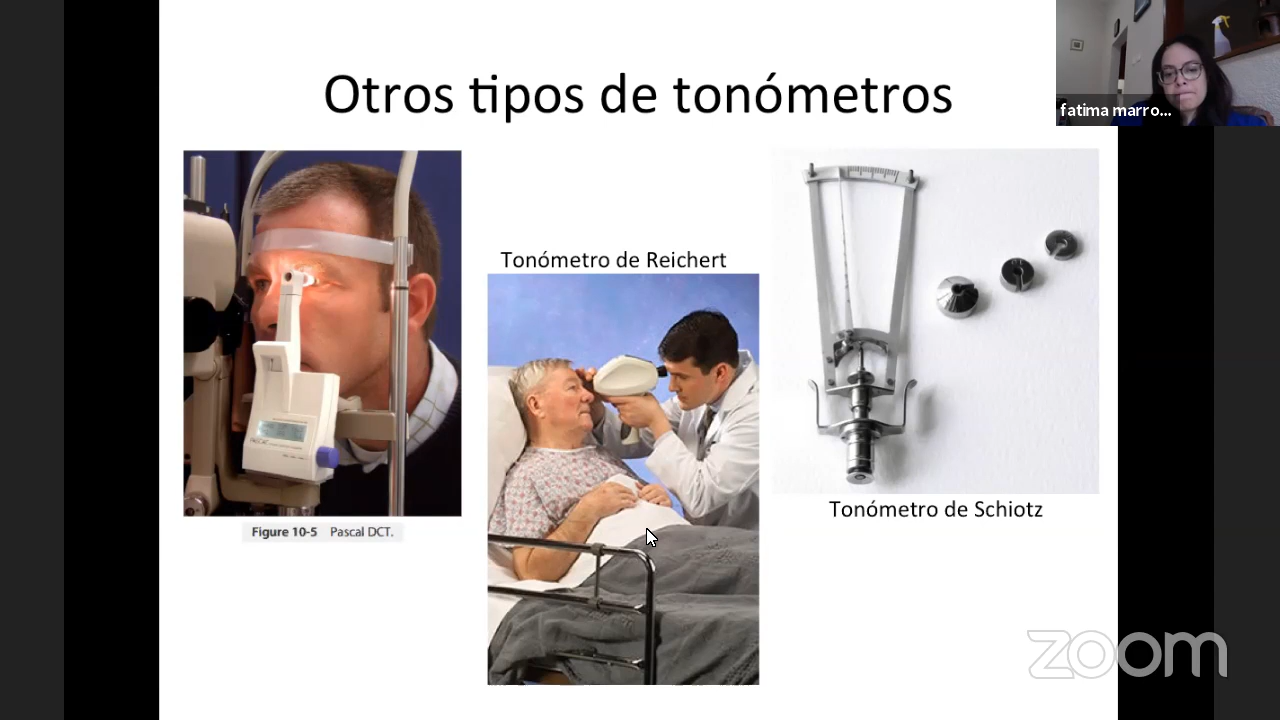 Otros tipos de tonómetros
fatima marro...
Tonómetro de Reichert
Tonómetro de Schiotz
Figure 10-5 Pascal DCT.
zoom